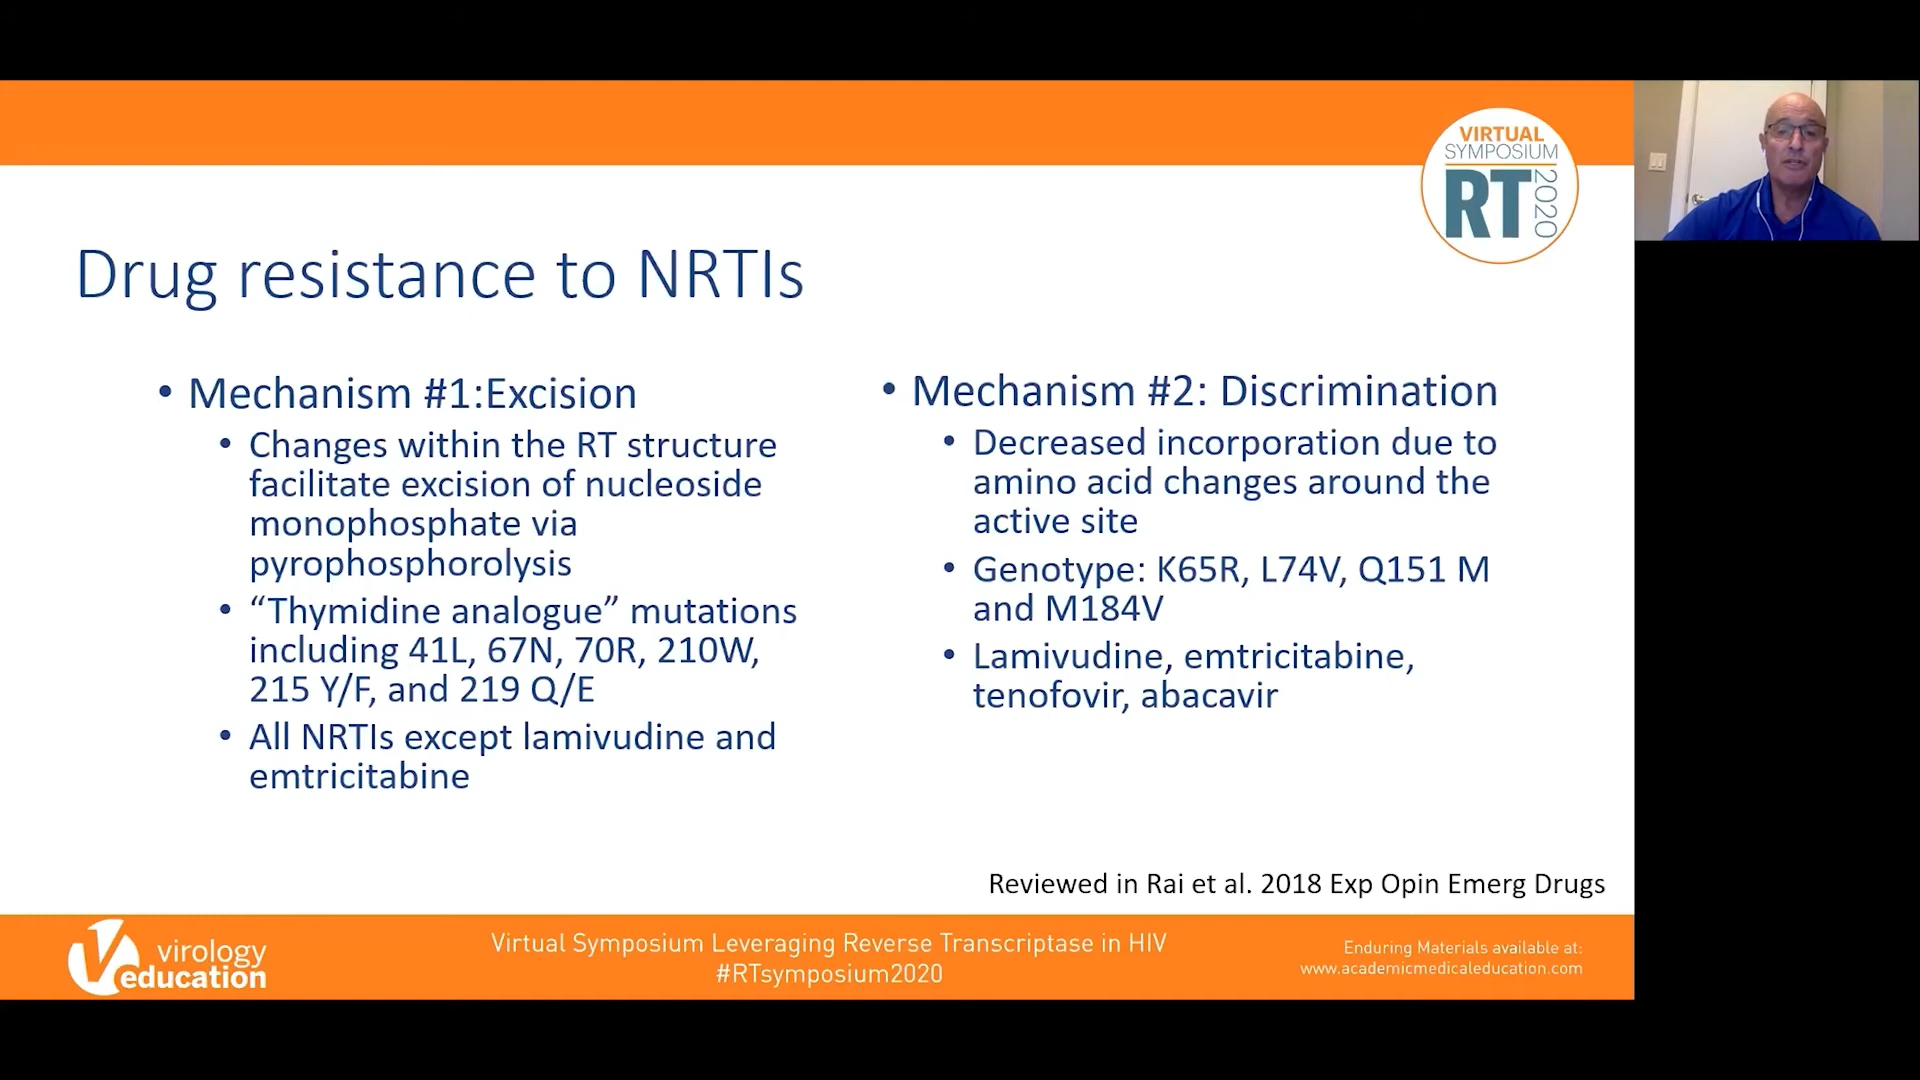 VIRTUAL
SYMPOSIUM
RT
2020
Drug resistance to NRTIs
• Mechanism #1:Excision
• Changes within the RT structure
facilitate excision of nucleoside
monophosphate via
pyrophosphorolysis
• “Thymidine analogue” mutations
including 41L, 67N, 70R, 210W,
215 Y/F, and 219 Q/E
• All NRTIs except lamivudine and
emtricitabine
• Mechanism #2: Discrimination
• Decreased incorporation due to
amino acid changes around the
active site
• Genotype: K65R, L74V, Q151 M
and M184V
• Lamivudine, emtricitabine,
tenofovir, abacavir
Reviewed in Rai et al. 2018 Exp Opin Emerg Drugs
virology
education
Virtual Symposium Leveraging Reverse Transcriptase in HIV
#RTsymposium2020
Enduring Materials available at:
www.academicmedicaleducation.com